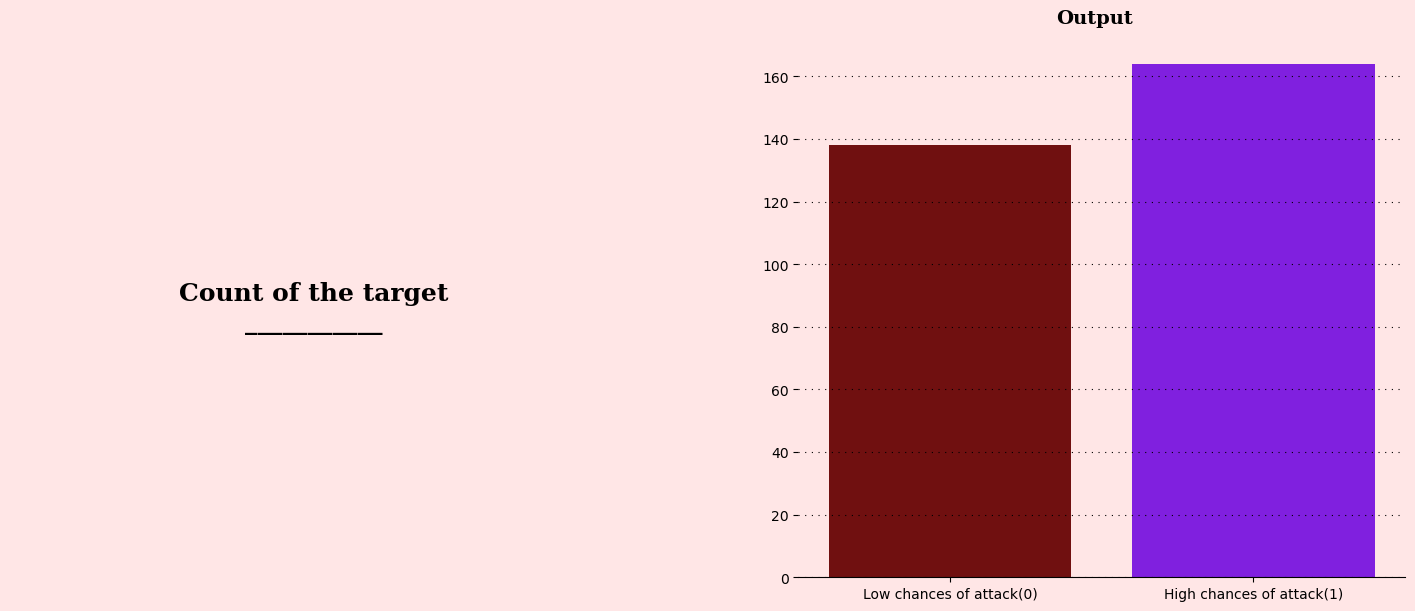 Count of the target
___________
Output
160
140
120
100
80
60
40
20
0
Low chances of attack(0)
High chances of attack(1)